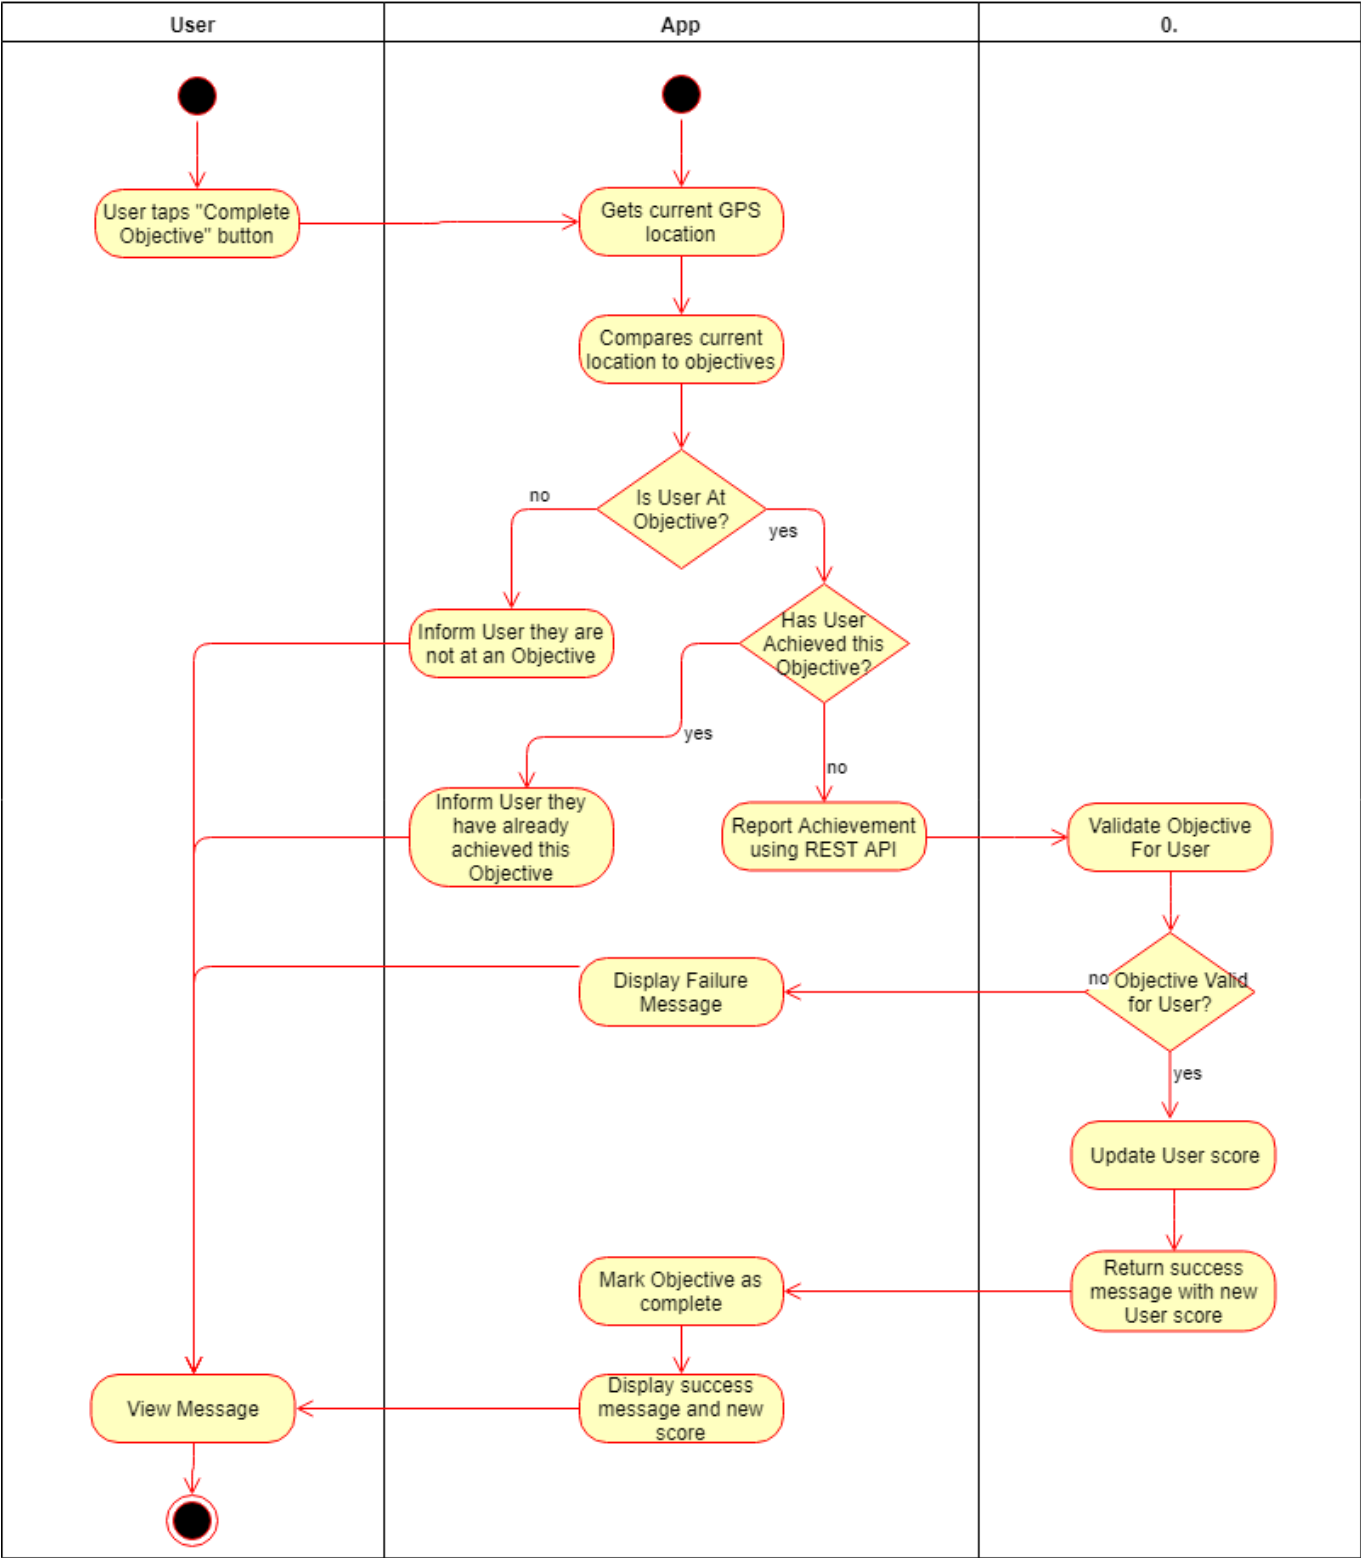 User
App
0.
User taps "Complete
Objective" button
Gets current GPS
location
Compares current
location to objectives
Is User At
Objective?
no
yes
Inform User they are
not at an Objective
Has User
Achieved this
Objective?
yes
no
Inform User they
have already
achieved this
Objective
Report Achievement
using REST API
Validate Objective
For User
Display Failure
Message
no
Objective Valid
for User?
yes
Update User score
Return success
message with new
User score
Mark Objective as
complete
Display success
message and new
score
View Message